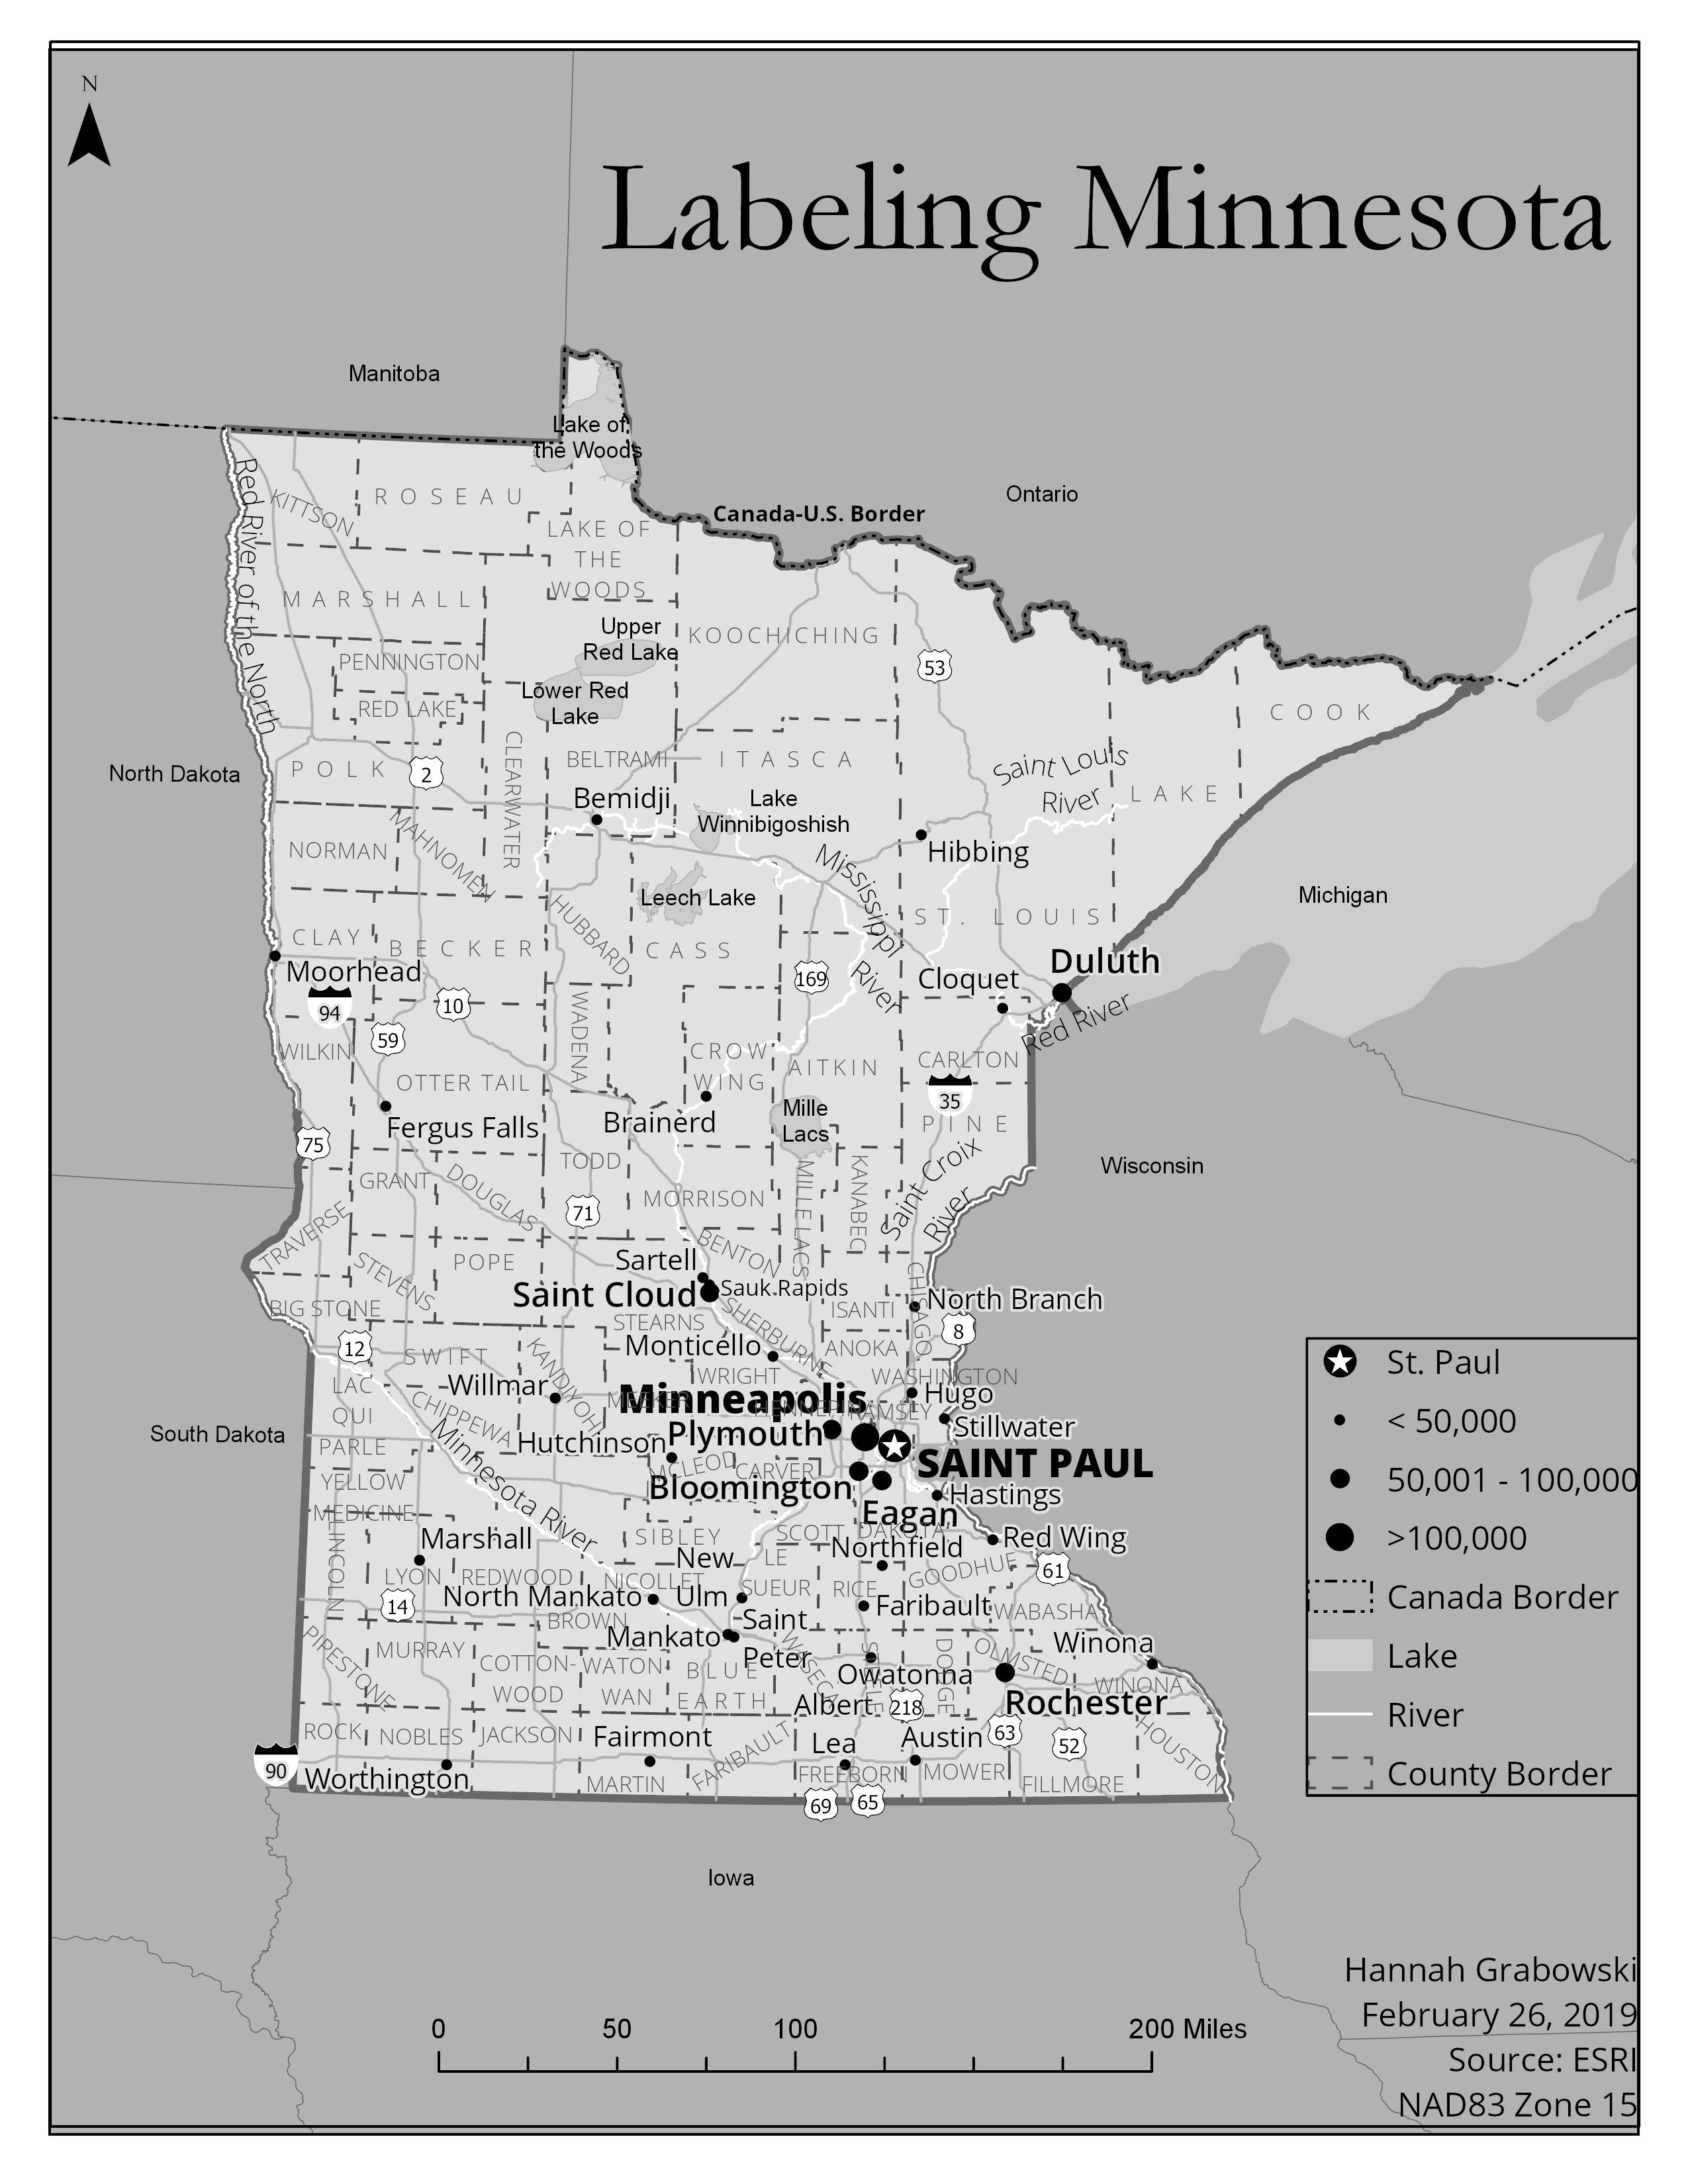 N
Labeling Minnesota
Manitoba
Lake of
the Woods
Ontario
Canada-U.S. Border
Red River of the North
KITTSON
ROSEAU
LAKE OF
THE
WOODS
MARSHALL
Upper
Red Lake
KOOCHICHING
53
PENNINGTON
Lower Red
Lake
RED LAKE
COOK
North Dakota
POLK
2
CLEARWATER
BELTRAMI
ITASCA
Saint Louis
River
LAKE
Bemidji
Lake
Winnibigoshish
NORMAN
MAHNOMEN
Hibbing
Mississippi
River
Leech Lake
Michigan
HUBBARD
ST. LOUIS
CLAY
BECKER
CASS
Moorhead
Duluth
Cloquet
169
94
10
59
WADENA
Red River
WILKIN
CROW
WING
AITKIN
CARLTON
OTTER TAIL
35
Fergus Falls
Brainerd
Mille
Lacs
PINE
75
TODD
Wisconsin
GRANT
DOUGLAS
MORRISON
MILLE LACS
KANABEC
Saint Croix
River
71
TRAVERSE
STEVENS
POPE
BENTON
Sartell
Saint Cloud
Sauk Rapids
BIG STONE
STEARNS
SHERBURNE
ISANTI
CHISAGO
North Branch
8
12
Monticello
ANOKA
SWIFT
KANDIYOHI
WRIGHT
WASHINGTON
LAC
QUI
PARLE
Willmar
MEEKER
Minneapolis
HENNEPIN
RAMSEY
Hugo
CHIPPEWA
Stillwater
South Dakota
Minnesota River
Hutchinson
Plymouth
SAINT PAUL
MCLEOD
CARVER
YELLOW
MEDICINE
Bloomington
Hastings
Eagan
LINCOLN
Marshall
SIBLEY
SCOTT
DAKOTA
Red Wing
New
Ulm
LE
SUEUR
Northfield
LYON
REDWOOD
NICOLLET
RICE
GOODHUE
61
14
North Mankato
Faribault
WABASHA
BROWN
Mankato
Saint
Peter
PIPESTONE
MURRAY
COTTON-
WOOD
WATON-
WAN
BLUE
EARTH
WASECA
STEELE
DODGE
OLMSTED
Winona
Owatonna
WINONA
Rochester
Albert
Lea
218
ROCK
NOBLES
JACKSON
Fairmont
FARIBAULT
Austin
63
52
HOUSTON
90
Worthington
MARTIN
FREEBORN
MOWER
FILLMORE
69
65
Iowa
St. Paul
< 50,000
50,001 - 100,000
>100,000
Canada Border
Lake
River
County Border
0 50 100 200 Miles
Hannah Grabowski
February 26, 2019
Source: ESRI
NAD83 Zone 15